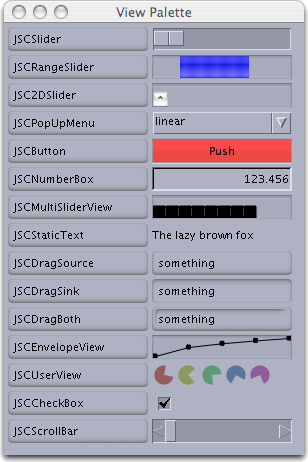 View Palette
JSCSlider
JSCRangeSlider
JSC2DSlider
JSCPopUpMenu linear
JSCButton Push
JSCNumberBox 123.456
JSCMultiSliderView
JSCStaticText The lazy brown fox
JSCDragSource something
JSCDragSink something
JSCDragBoth something
JSCEnvelopeView
JSCUserView
JSCCheckBox
JSCScrollBar